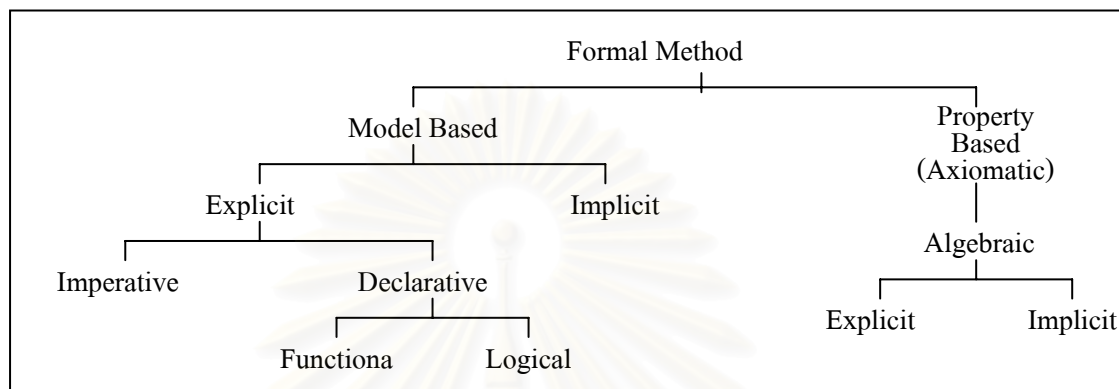 Formal Method
Model Based
Property
Based
(Axiomatic)
Explicit
Implicit
Algebraic
Imperative
Declarative
Explicit
Implicit
Functiona
Logical